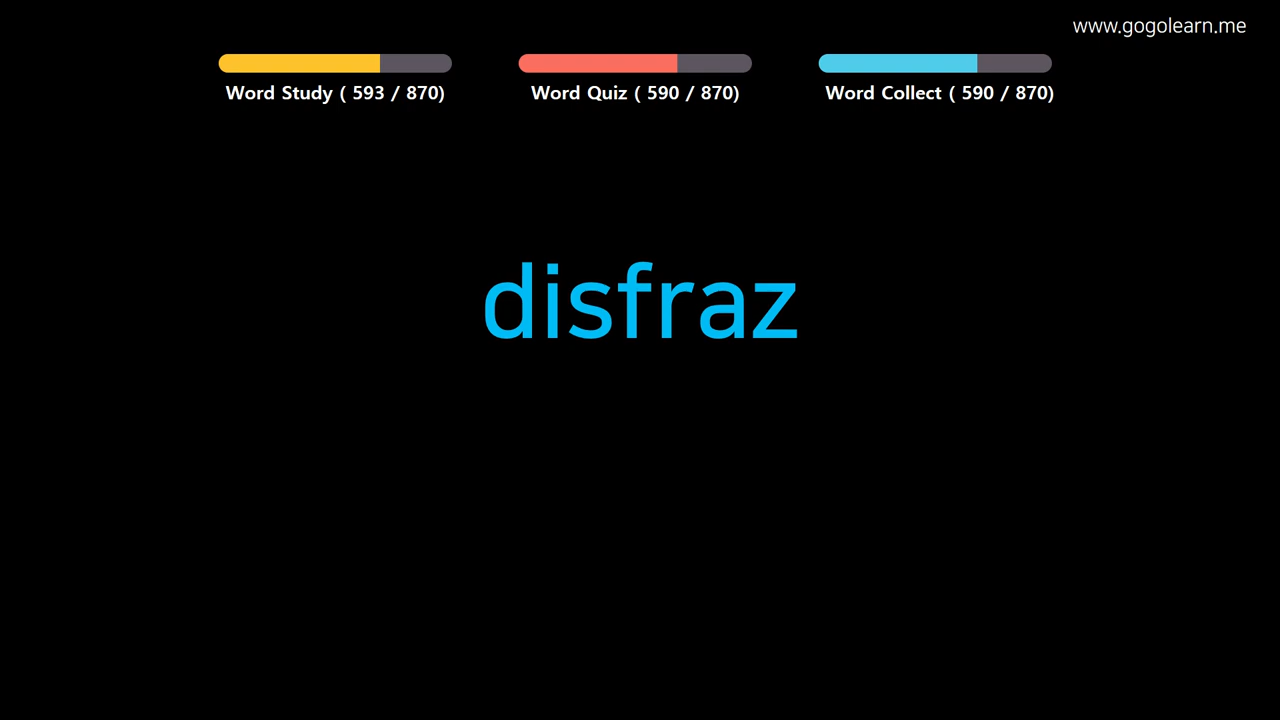 www.gogolearn.me
Word Study ( 593 / 870)
Word Quiz ( 590 / 870)
Word Collect ( 590 / 870)
disfraz